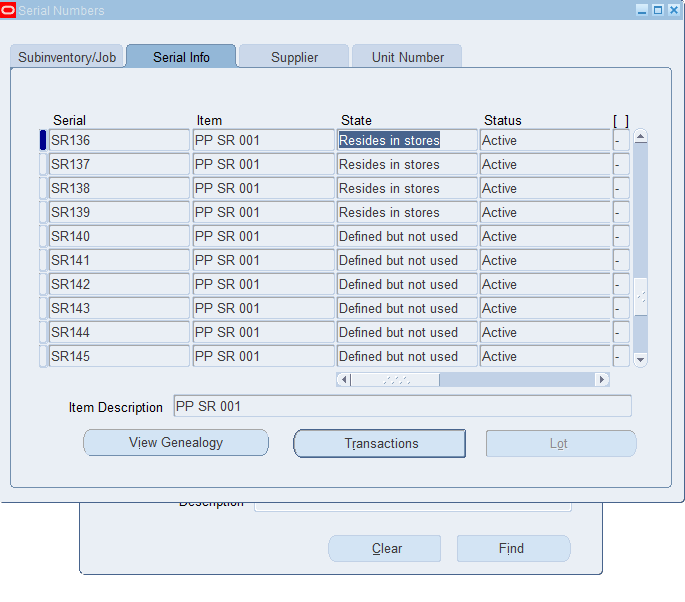 Serial Numbers
Subinventory/Job Serial Info Supplier Unit Number
Serial Item State Status [ ]
SR136 PP SR 001 Resides in stores Active -
SR137 PP SR 001 Resides in stores Active -
SR138 PP SR 001 Resides in stores Active -
SR139 PP SR 001 Resides in stores Active -
SR140 PP SR 001 Defined but not used Active -
SR141 PP SR 001 Defined but not used Active -
SR142 PP SR 001 Defined but not used Active -
SR143 PP SR 001 Defined but not used Active -
SR144 PP SR 001 Defined but not used Active -
SR145 PP SR 001 Defined but not used Active -
Item Description PP SR 001
View Genealogy Transactions Lot
Description
Clear Find